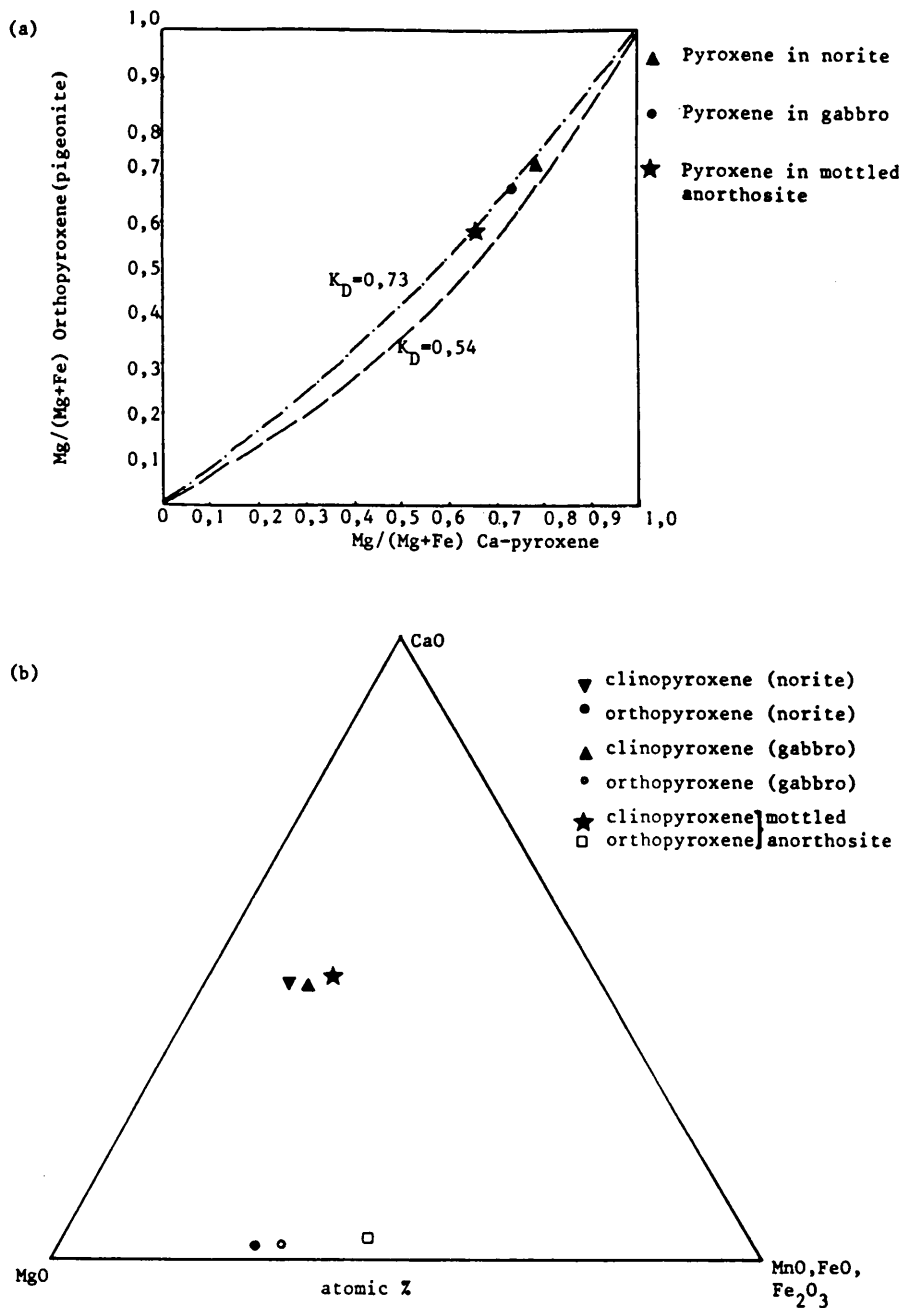 (a)
Mg/(Mg+Fe) Orthopyroxene(pigeonite)
1,0
0,9
0,8
0,7
0,6
0,5
0,4
0,3
0,2
0,1
K_D=0,73
K_D=0,54
0 0,1 0,2 0,3 0,4 0,5 0,6 0,7 0,8 0,9 1,0
Mg/(Mg+Fe) Ca-pyroxene
Pyroxene in norite
Pyroxene in gabbro
Pyroxene in mottled
anorthosite
(b)
CaO
clinopyroxene (norite)
orthopyroxene (norite)
clinopyroxene (gabbro)
orthopyroxene (gabbro)
clinopyroxene}mottled
orthopyroxene}anorthosite
MgO
atomic %
MnO,FeO,
Fe₂O₃